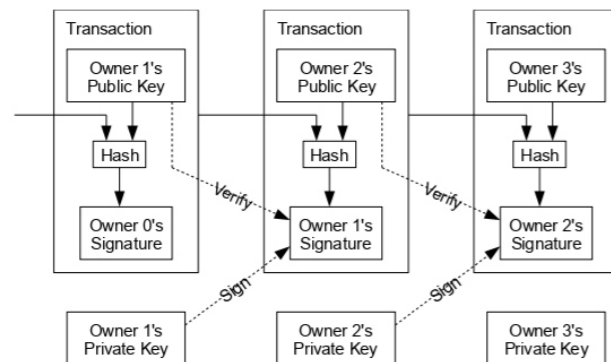 Transaction
Owner 1's
Public Key
Hash
Owner 0's
Signature
Transaction
Owner 2's
Public Key
Hash
Verify
Owner 1's
Signature
Transaction
Owner 3's
Public Key
Hash
Verify
Owner 2's
Signature
Owner 1's
Private Key
Sign
Owner 2's
Private Key
Sign
Owner 3's
Private Key